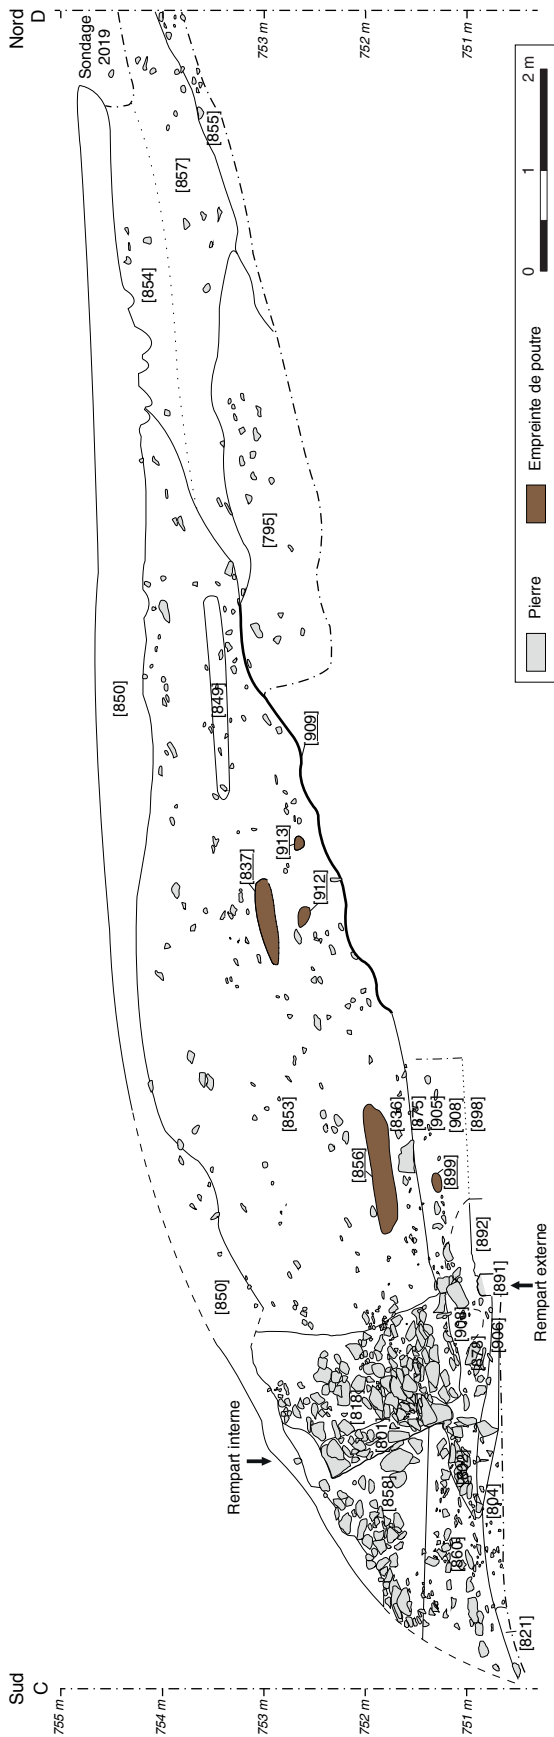 Sud
C
Nord
D
755 m
754 m
753 m
752 m
751 m
753 m
752 m
751 m
Sondage
2019
[850]
[850]
[854]
[857]
[855]
[795]
[849]
[909]
[913]
[837]
[912]
[853]
[856]
[836]
[875]
[905]
[908]
[898]
[899]
[892]
[891]
[906]
[908]
[818]
[801]
[858]
[804]
[860]
[821]
Rempart interne
Rempart externe
Pierre
Empreinte de poutre
0
1
2 m